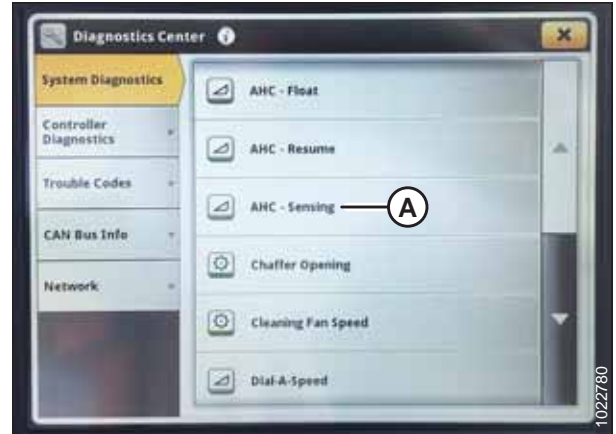 Diagnostics Center
System Diagnostics
Controller
Diagnostics
Trouble Codes
CAN Bus Info
Network
AHC - Float
AHC - Resume
AHC - Sensing
A
Chaffer Opening
Cleaning Fan Speed
Dial-A-Speed
1022780